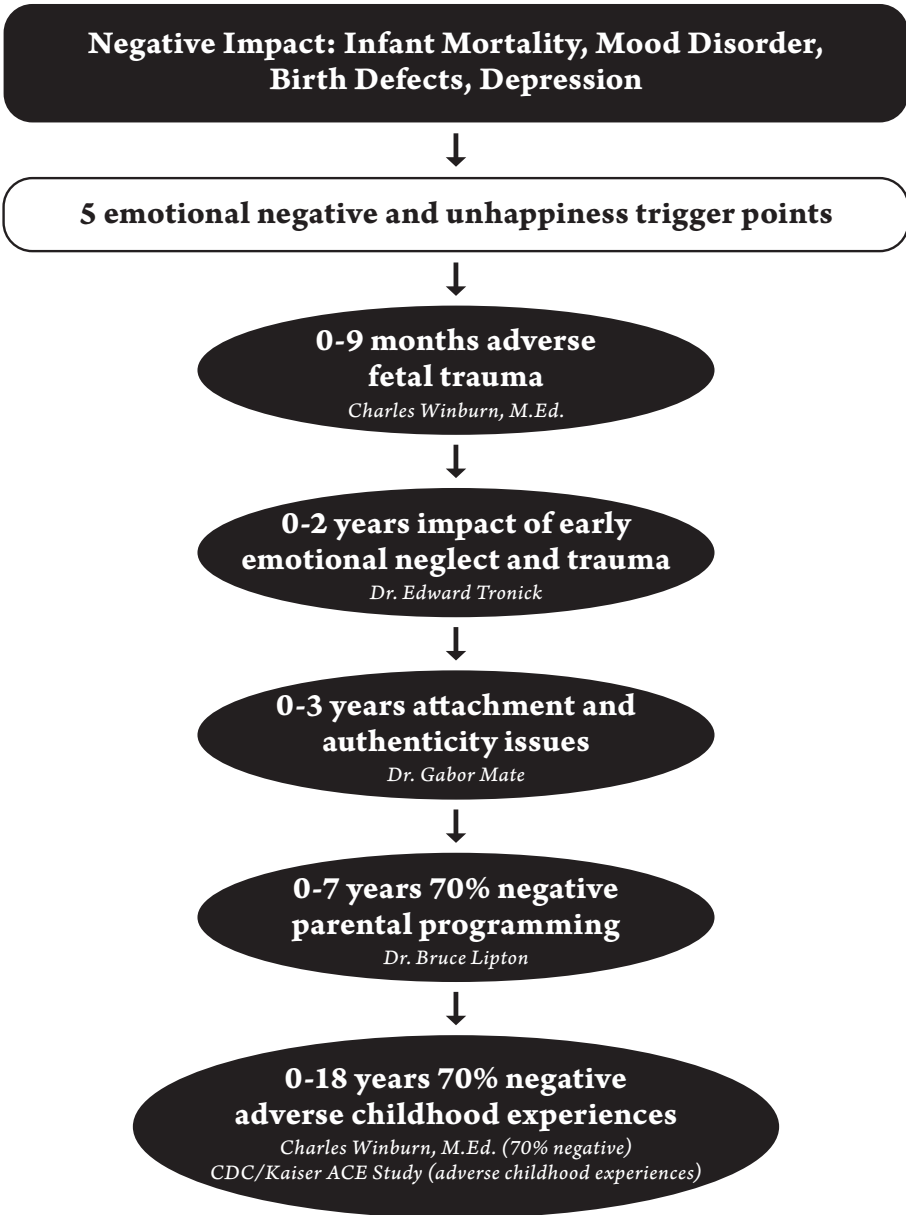 Negative Impact: Infant Mortality, Mood Disorder,
Birth Defects, Depression
5 emotional negative and unhappiness trigger points
0-9 months adverse
fetal trauma
Charles Winburn, M.Ed.
0-2 years impact of early
emotional neglect and trauma
Dr. Edward Tronick
0-3 years attachment and
authenticity issues
Dr. Gabor Mate
0-7 years 70% negative
parental programming
Dr. Bruce Lipton
0-18 years 70% negative
adverse childhood experiences
Charles Winburn, M.Ed. (70% negative)
CDC/Kaiser ACE Study (adverse childhood experiences)